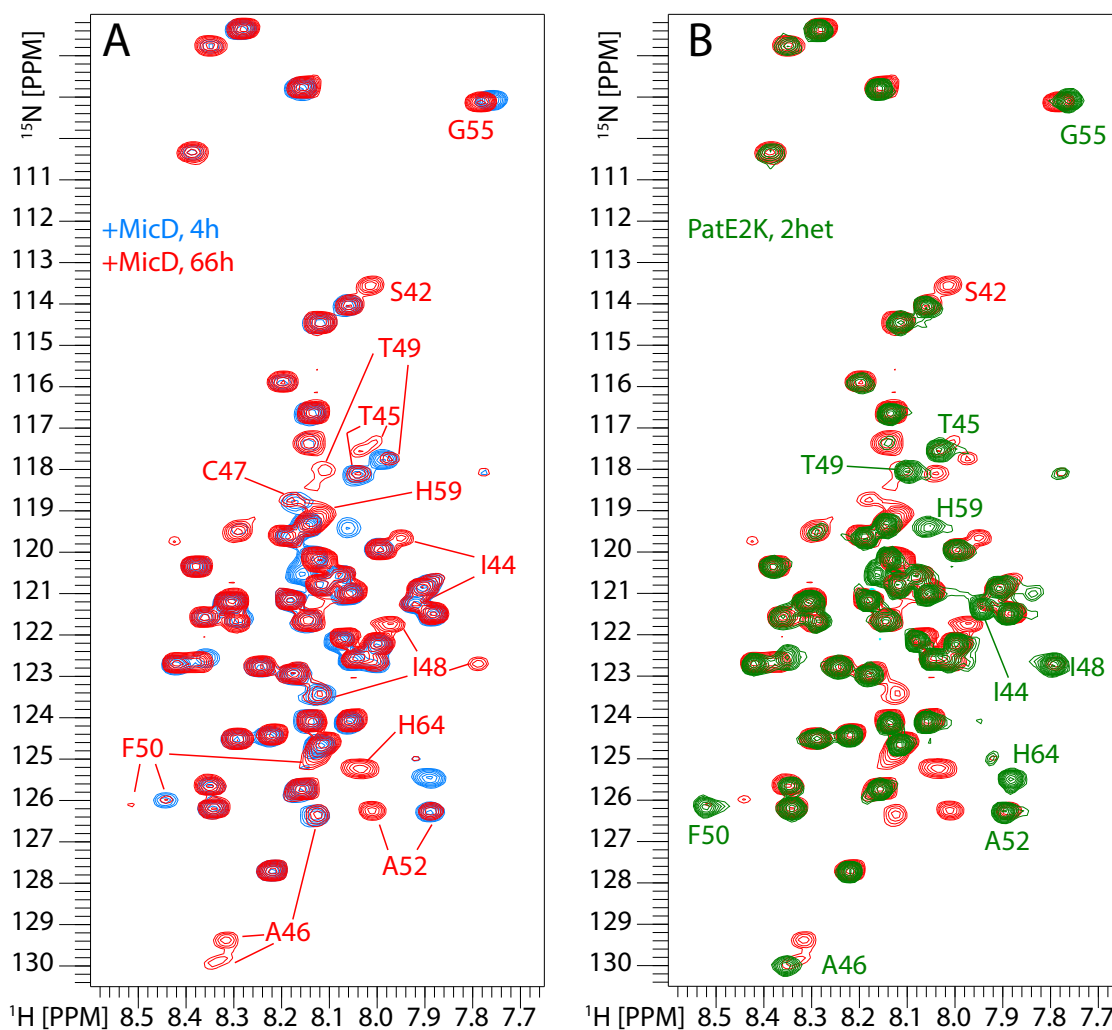 A
B
¹⁵N [PPM]
¹⁵N [PPM]
G55
G55
111
111
112
112
+MicD, 4h
PatE2K, 2het
+MicD, 66h
113
113
S42
S42
114
114
115
115
T49
116
116
T45
T45
117
117
C47
T49
118
118
H59
H59
119
119
120
120
I44
121
121
122
122
I48
I48
I44
123
123
124
124
F50
H64
H64
125
125
126
126
F50
A52
A52
127
127
128
128
129
129
A46
A46
130
130
¹H [PPM] 8.5 8.4 8.3 8.2 8.1 8.0 7.9 7.8 7.7
¹H [PPM] 8.5 8.4 8.3 8.2 8.1 8.0 7.9 7.8 7.7